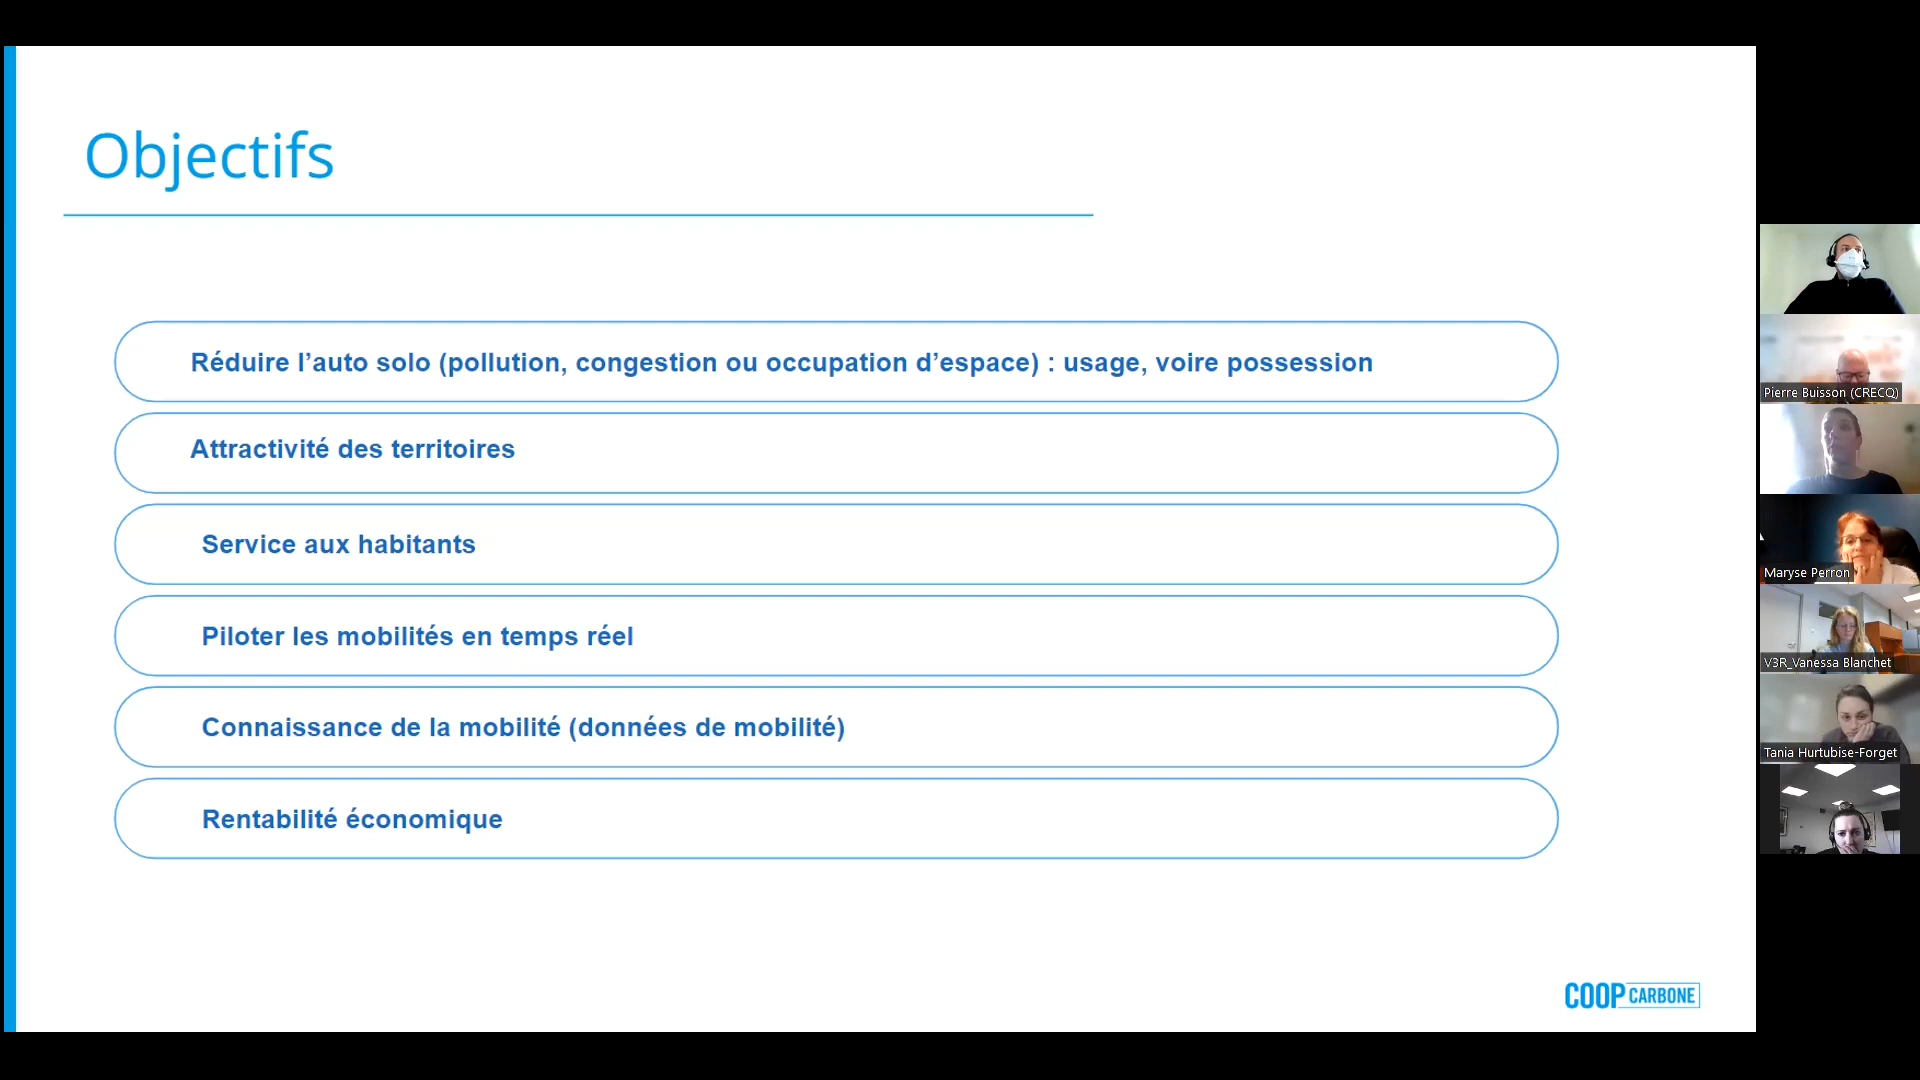 Objectifs
Réduire l’auto solo (pollution, congestion ou occupation d’espace) : usage, voire possession
Attractivité des territoires
Service aux habitants
Piloter les mobilités en temps réel
Connaissance de la mobilité (données de mobilité)
Rentabilité économique
COOP CARBONE
Pierre Buisson (CRECQ)
Maryse Perron
V3R_Vanessa Blanchet
Tania Hurtubise-Forget